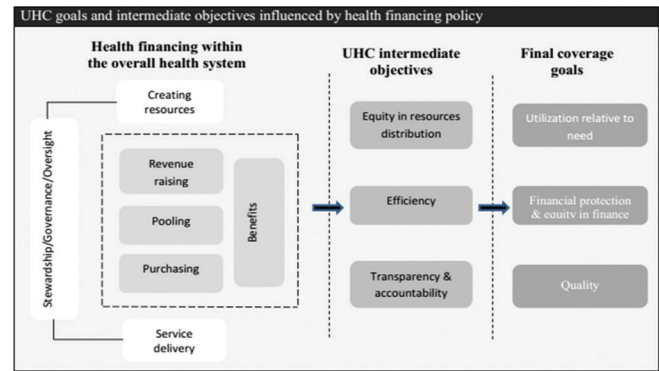 UHC goals and intermediate objectives influenced by health financing policy
Health financing within
the overall health system
Creating
resources
Stewardship/Governance/Oversight
Revenue
raising
Pooling
Purchasing
Benefits
Service
delivery
UHC intermediate
objectives
Equity in resources
distribution
Efficiency
Transparency &
accountability
Final coverage
goals
Utilization relative to
need
Financial protection
& equity in finance
Quality